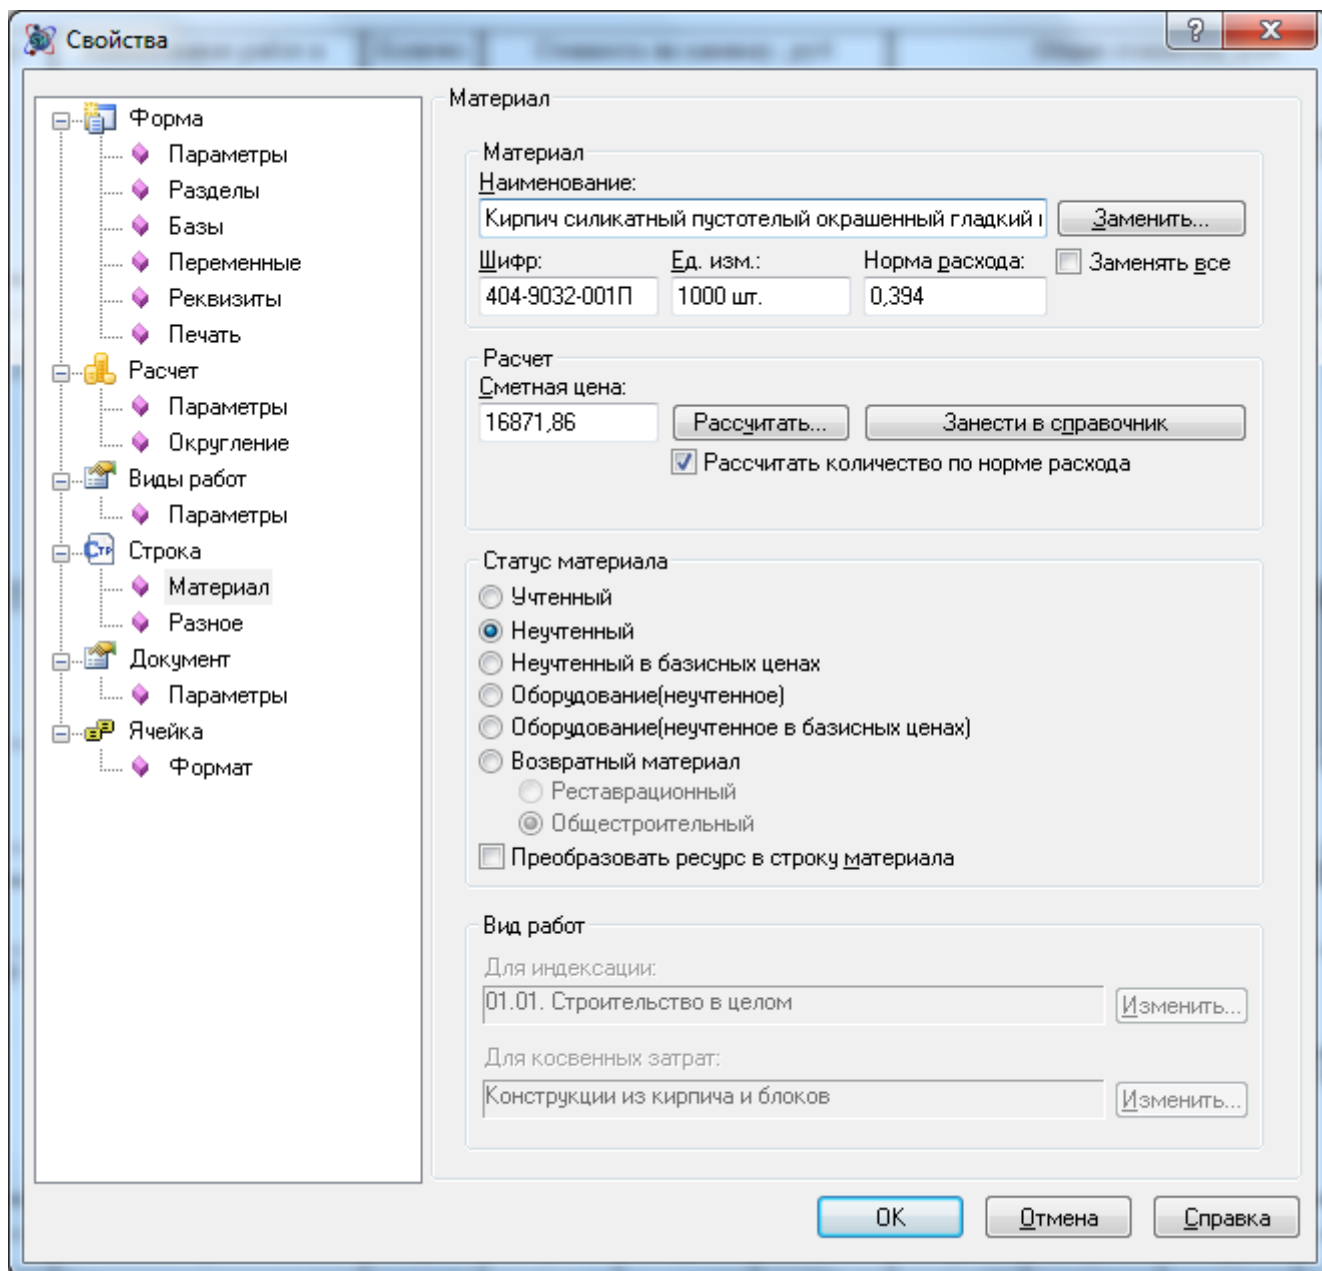 Свойства
Форма
Параметры
Разделы
Базы
Переменные
Реквизиты
Печать
Расчет
Параметры
Округление
Виды работ
Параметры
Стр Строка
Материал
Разное
Документ
Параметры
Ячейка
Формат
Материал
Материал
Наименование:
Кирпич силикатный пустотелый окрашенный гладкий
Заменить...
Шифр: Ед. изм.: Норма расхода: Заменять все
404-9032-001П 1000 шт. 0,394
Расчет
Сметная цена:
16871,86 Рассчитать... Занести в справочник
Рассчитать количество по норме расхода
Статус материала
Учтенный
Неучтенный
Неучтенный в базисных ценах
Оборудование(неучтенное)
Оборудование(неучтенное в базисных ценах)
Возвратный материал
Реставрационный
Общестроительный
Преобразовать ресурс в строку материала
Вид работ
Для индексации:
01.01. Строительство в целом Изменить...
Для косвенных затрат:
Конструкции из кирпича и блоков Изменить...
OK Отмена Справка